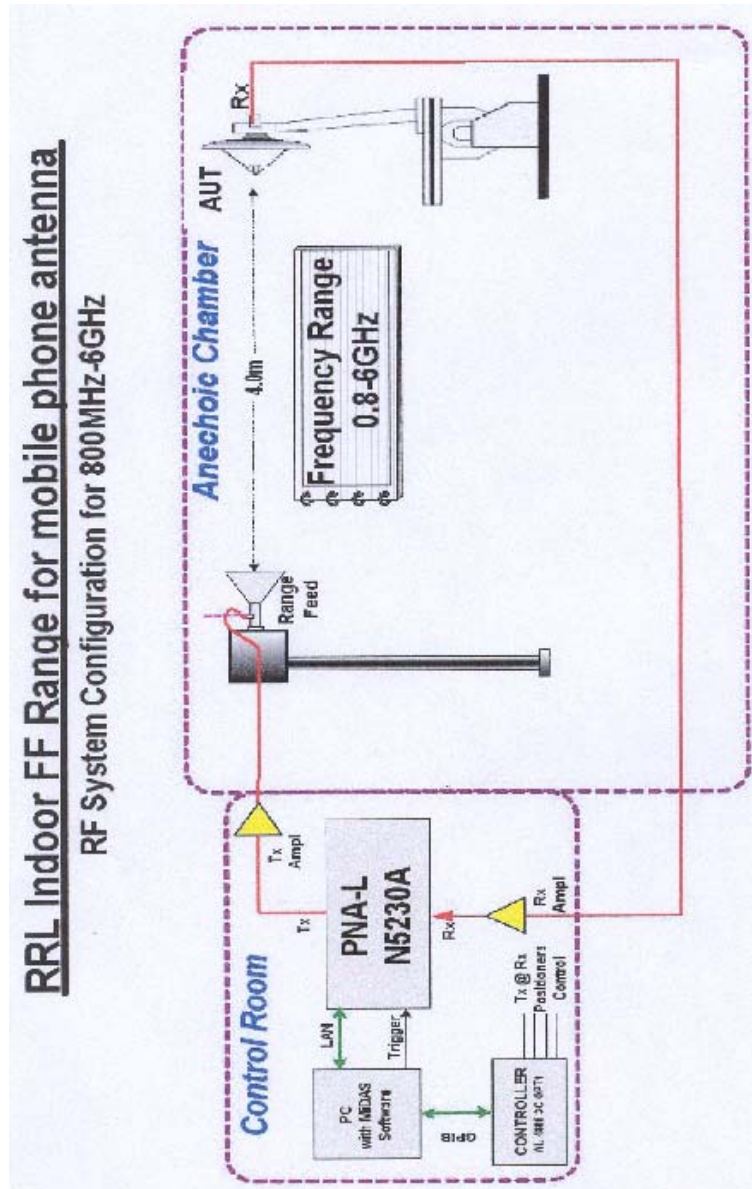 RRL Indoor FF Range for mobile phone antenna
RF System Configuration for 800MHz-6GHz
Anechoic Chamber
Control Room
AUT
Rx
4.0m
Range
Feed
Frequency Range
0.8-6GHz
Tx
Ampl
Tx
PNA-L
N5230A
Rx
Rx
Ampl
LAN
Trigger
PC
with MiDAS
Software
CONTROLLER
Tx @ Rx
Positioners
Control